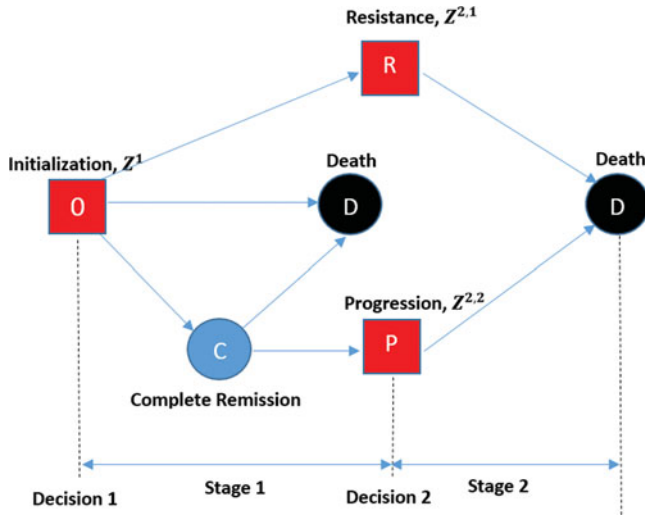 Resistance, Z^{2,1}
R
Initialization, Z^1
Death
Death
O
D
D
Progression, Z^{2,2}
C
P
Complete Remission
Stage 1
Stage 2
Decision 1
Decision 2